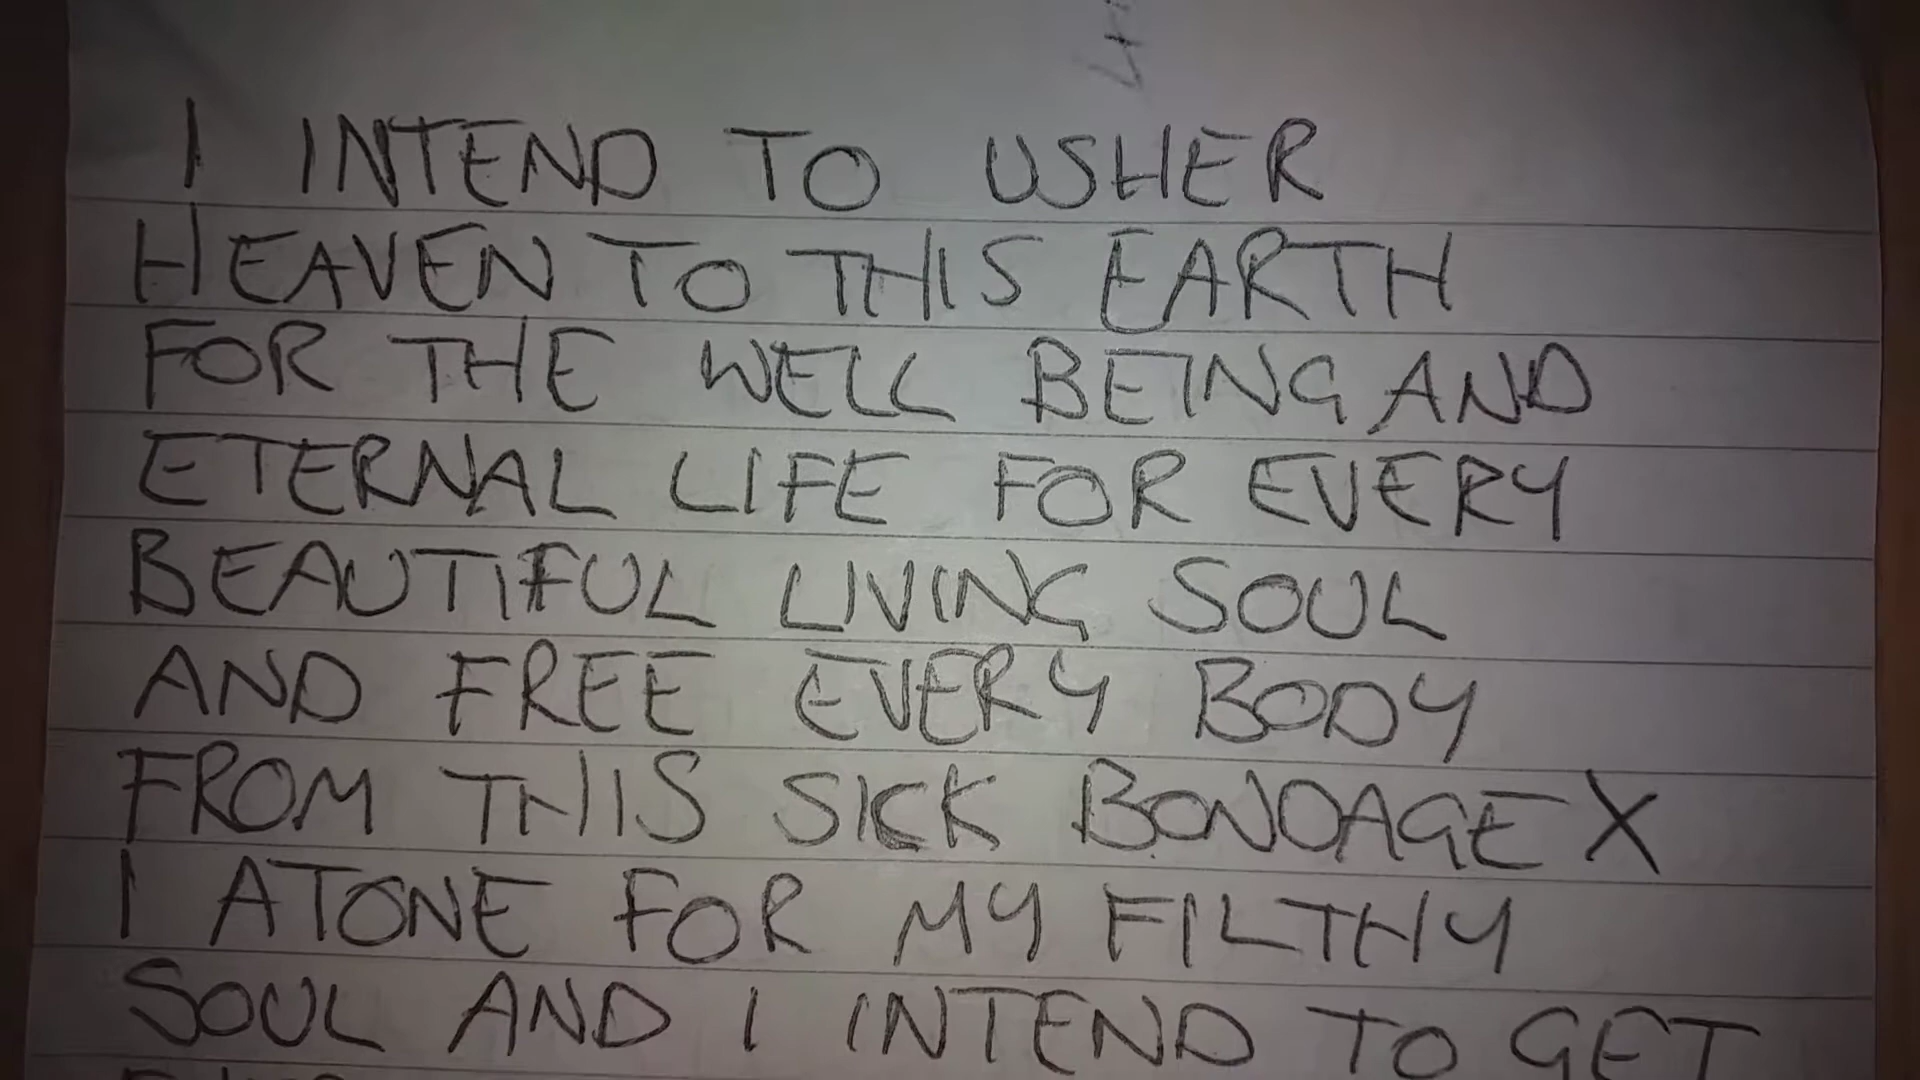 I INTEND TO USHER
HEAVEN TO THIS EARTH
FOR THE WELL BEING AND
ETERNAL LIFE FOR EVERY
BEAUTIFUL LIVING SOUL
AND FREE EVERY BODY
FROM THIS SICK BONDAGE X
I ATONE FOR MY FILTHY
SOUL AND I INTEND TO GET